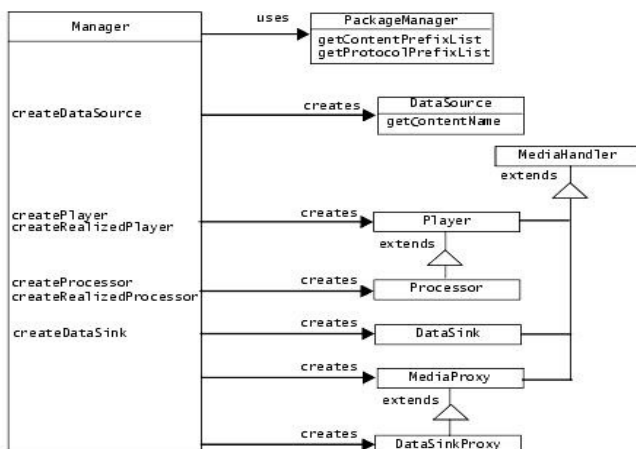 Manager
uses
PackageManager
getContentPrefixList
getProtocolPrefixList
createDataSource
creates
DataSource
getContentName
MediaHandler
extends
createPlayer
createRealizedPlayer
creates
Player
extends
createProcessor
createRealizedProcessor
creates
Processor
createDataSink
creates
DataSink
creates
MediaProxy
extends
creates
DataSinkProxy